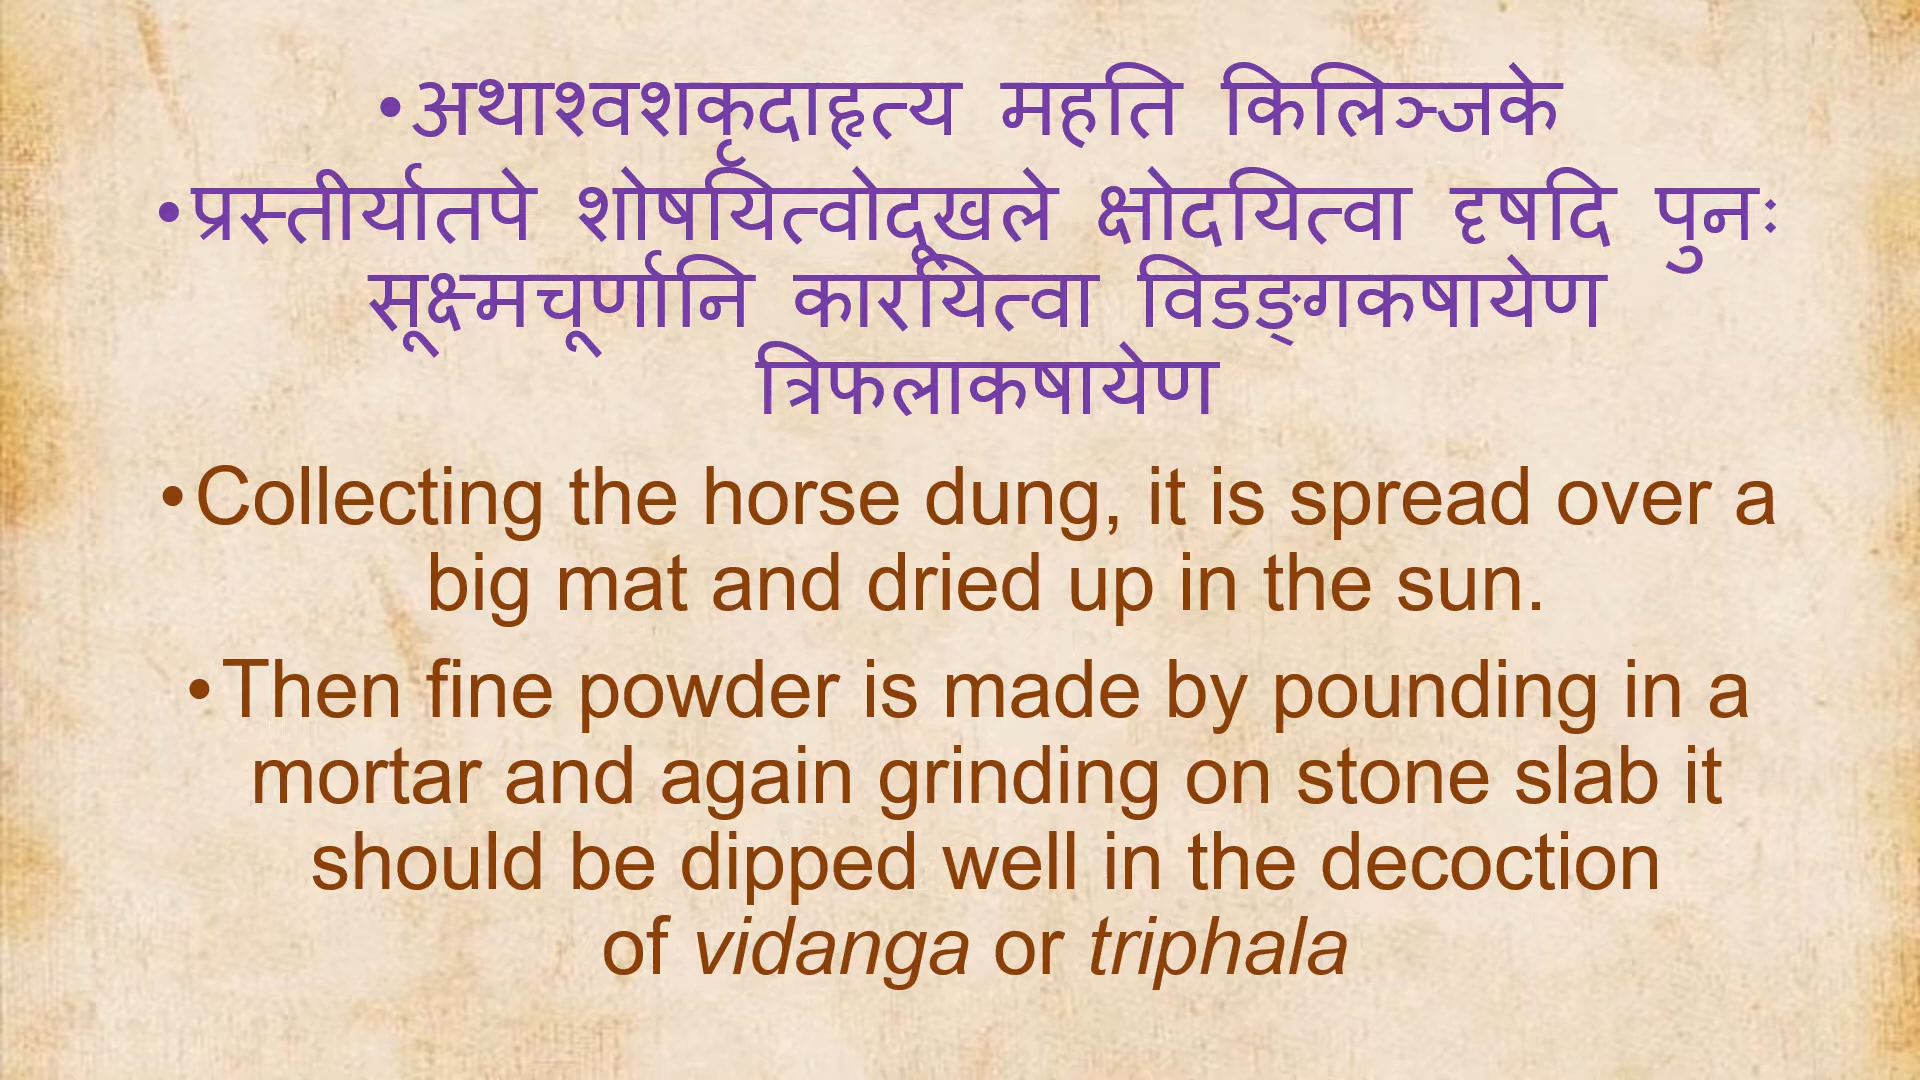 •अथाश्वशकृदाहृत्य महति किलिञ्जके
•प्रस्तीर्यातपे शोषयित्वोदूखले क्षोदयित्वा दृषदि पुनः
सूक्ष्मचूर्णानि कारयित्वा विडङ्गकषायेण
त्रिफलाकषायेण
•Collecting the horse dung, it is spread over a
big mat and dried up in the sun.
•Then fine powder is made by pounding in a
mortar and again grinding on stone slab it
should be dipped well in the decoction
of vidanga or triphala